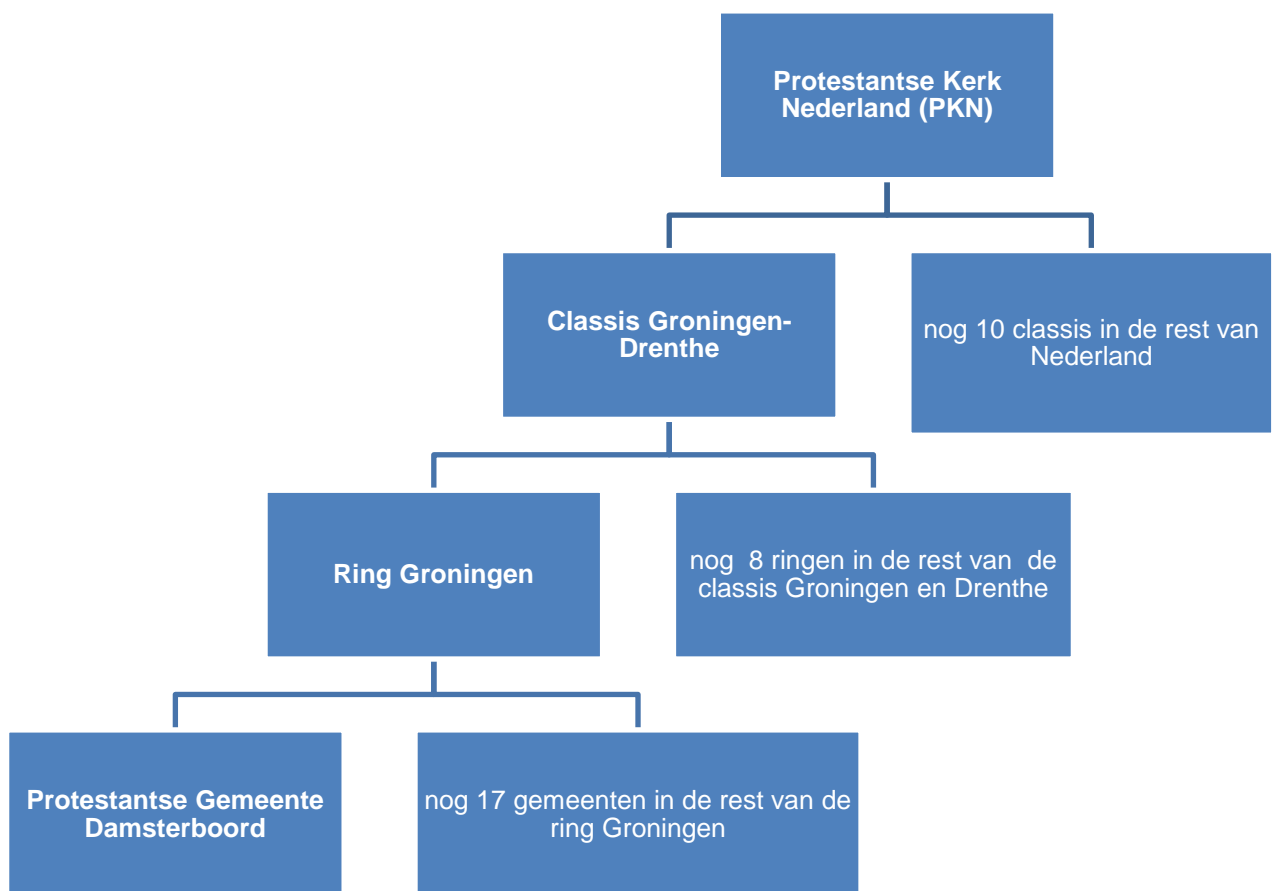 Protestantse Kerk
Nederland (PKN)
Classis Groningen-
Drenthe
nog 10 classis in de rest van
Nederland
Ring Groningen
nog  8 ringen in de rest van  de
classis Groningen en Drenthe
Protestantse Gemeente
Damsterboord
nog 17 gemeenten in de rest van de
ring Groningen